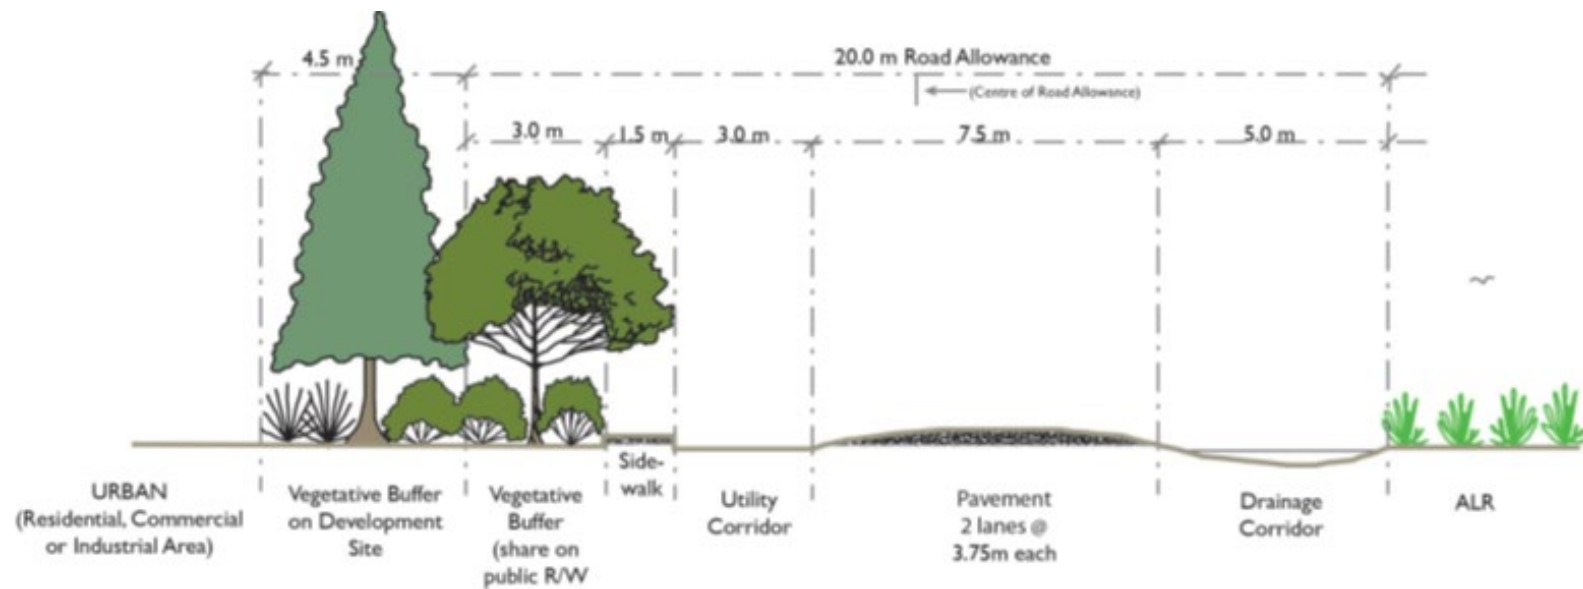 4.5 m
20.0 m Road Allowance
(Centre of Road Allowance)
3.0 m
1.5 m
3.0 m
7.5 m
5.0 m
URBAN
(Residential, Commercial
or Industrial Area)
Vegetative Buffer
on Development
Site
Vegetative
Buffer
(share on
public R/W
Side-
walk
Utility
Corridor
Pavement
2 lanes @
3.75m each
Drainage
Corridor
ALR